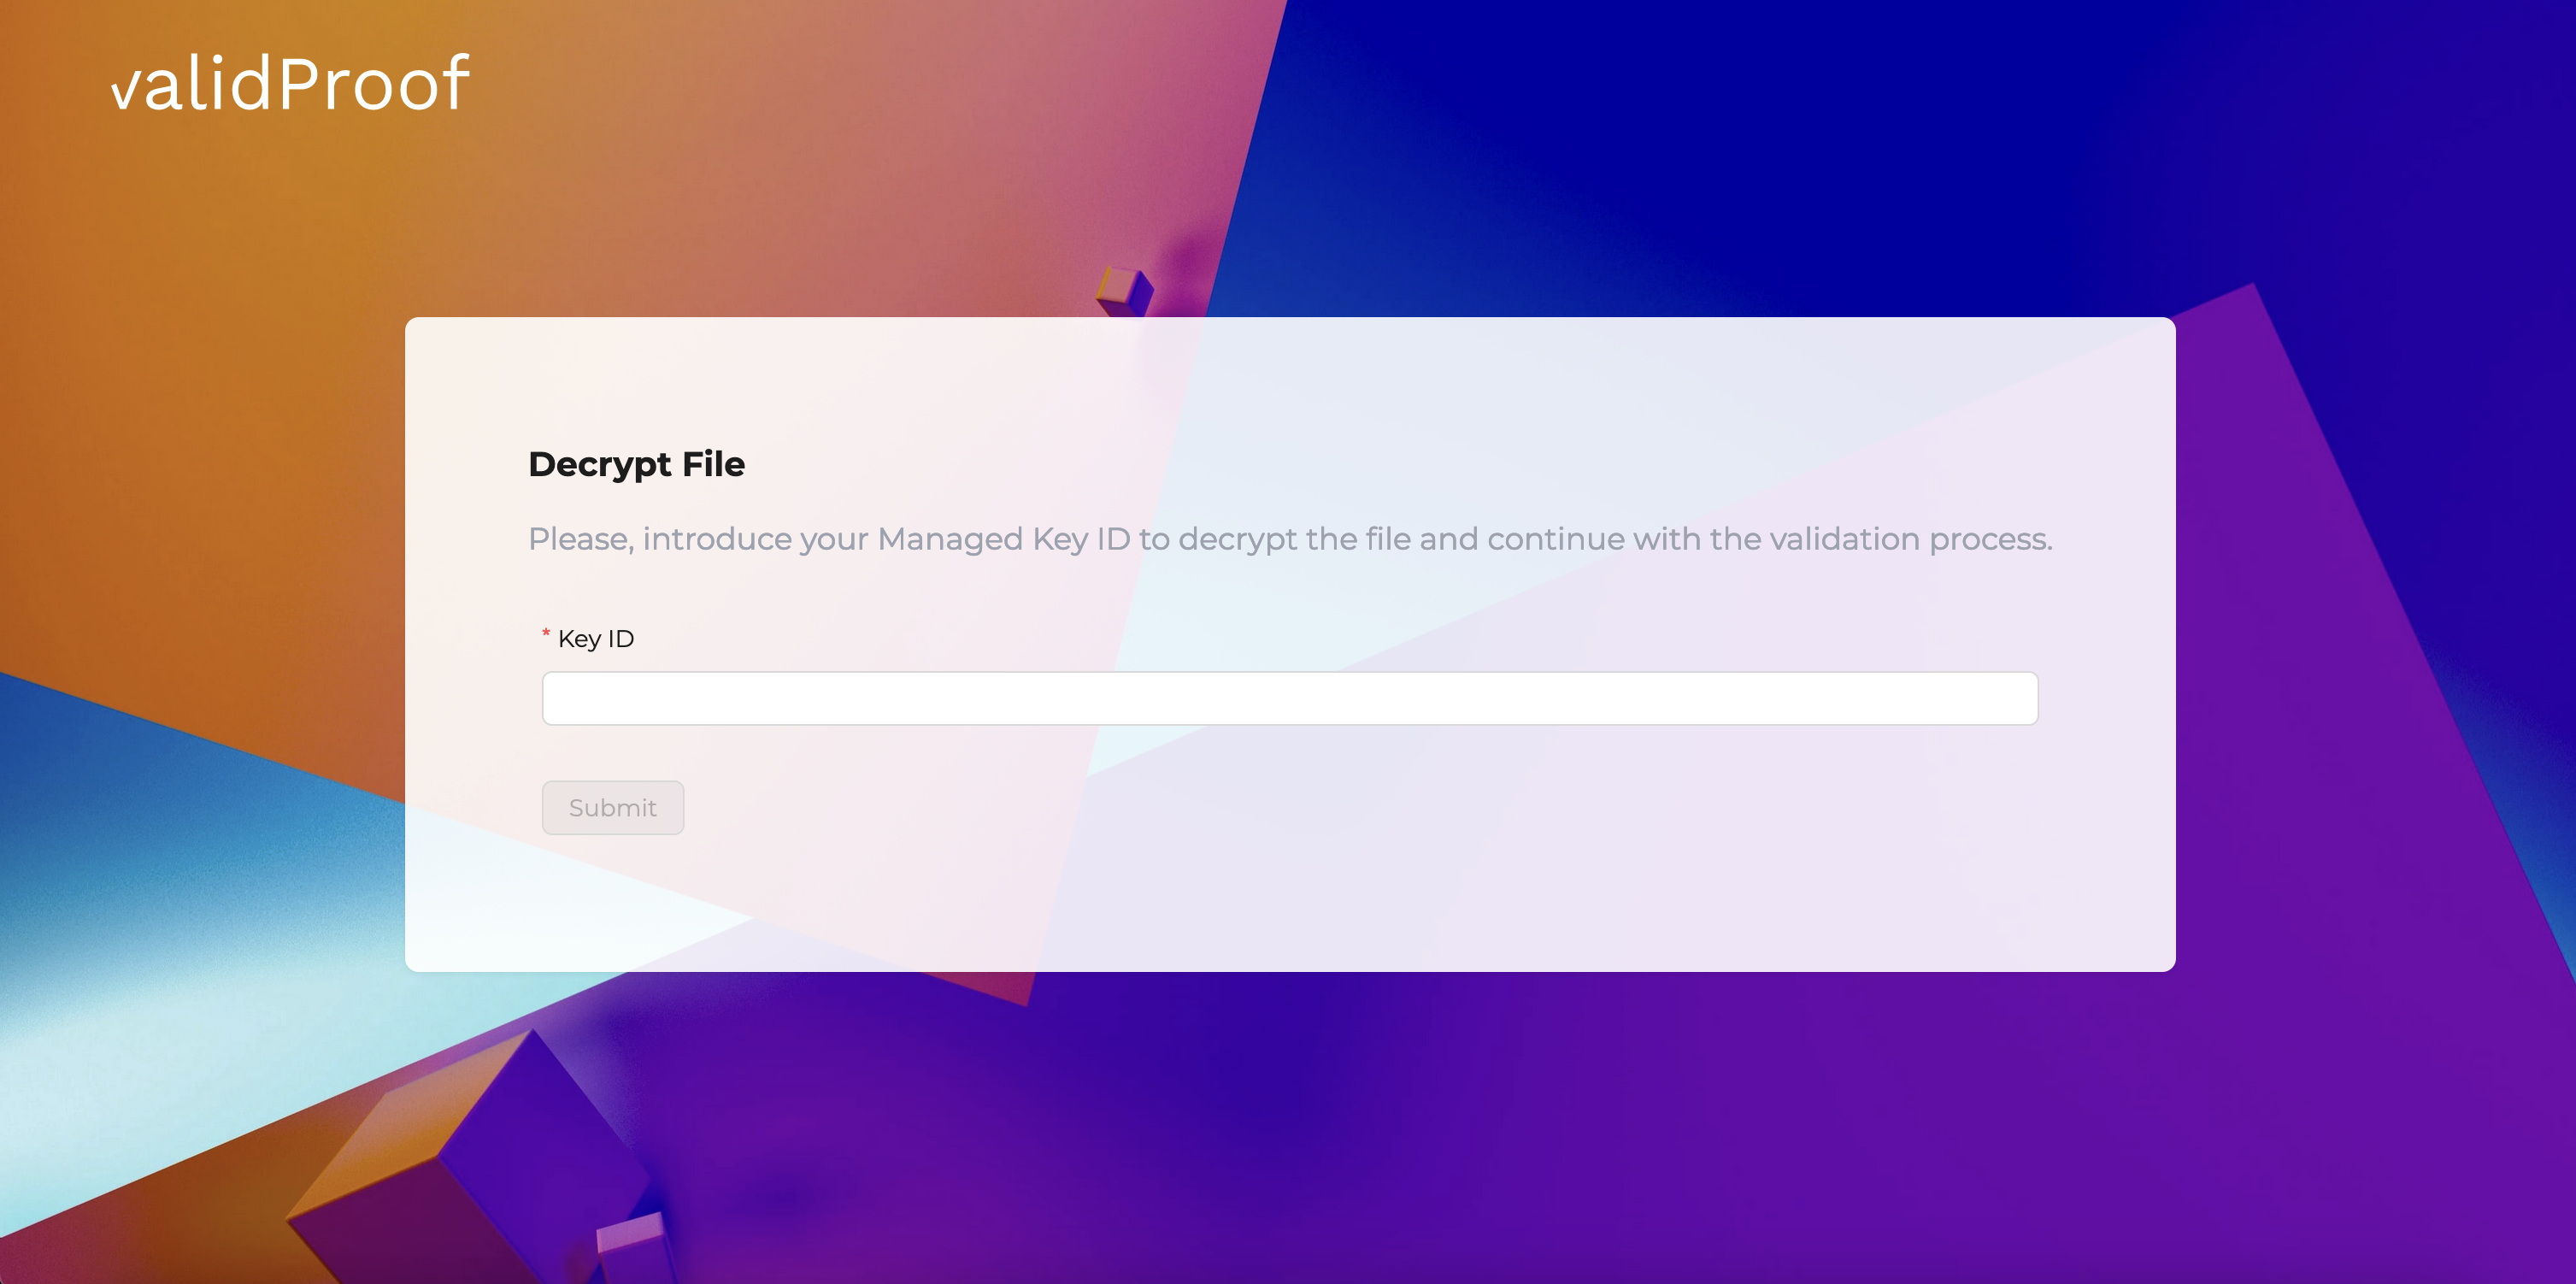 validProof
Decrypt File
Please, introduce your Managed Key ID to decrypt the file and continue with the validation process.
* Key ID
Submit